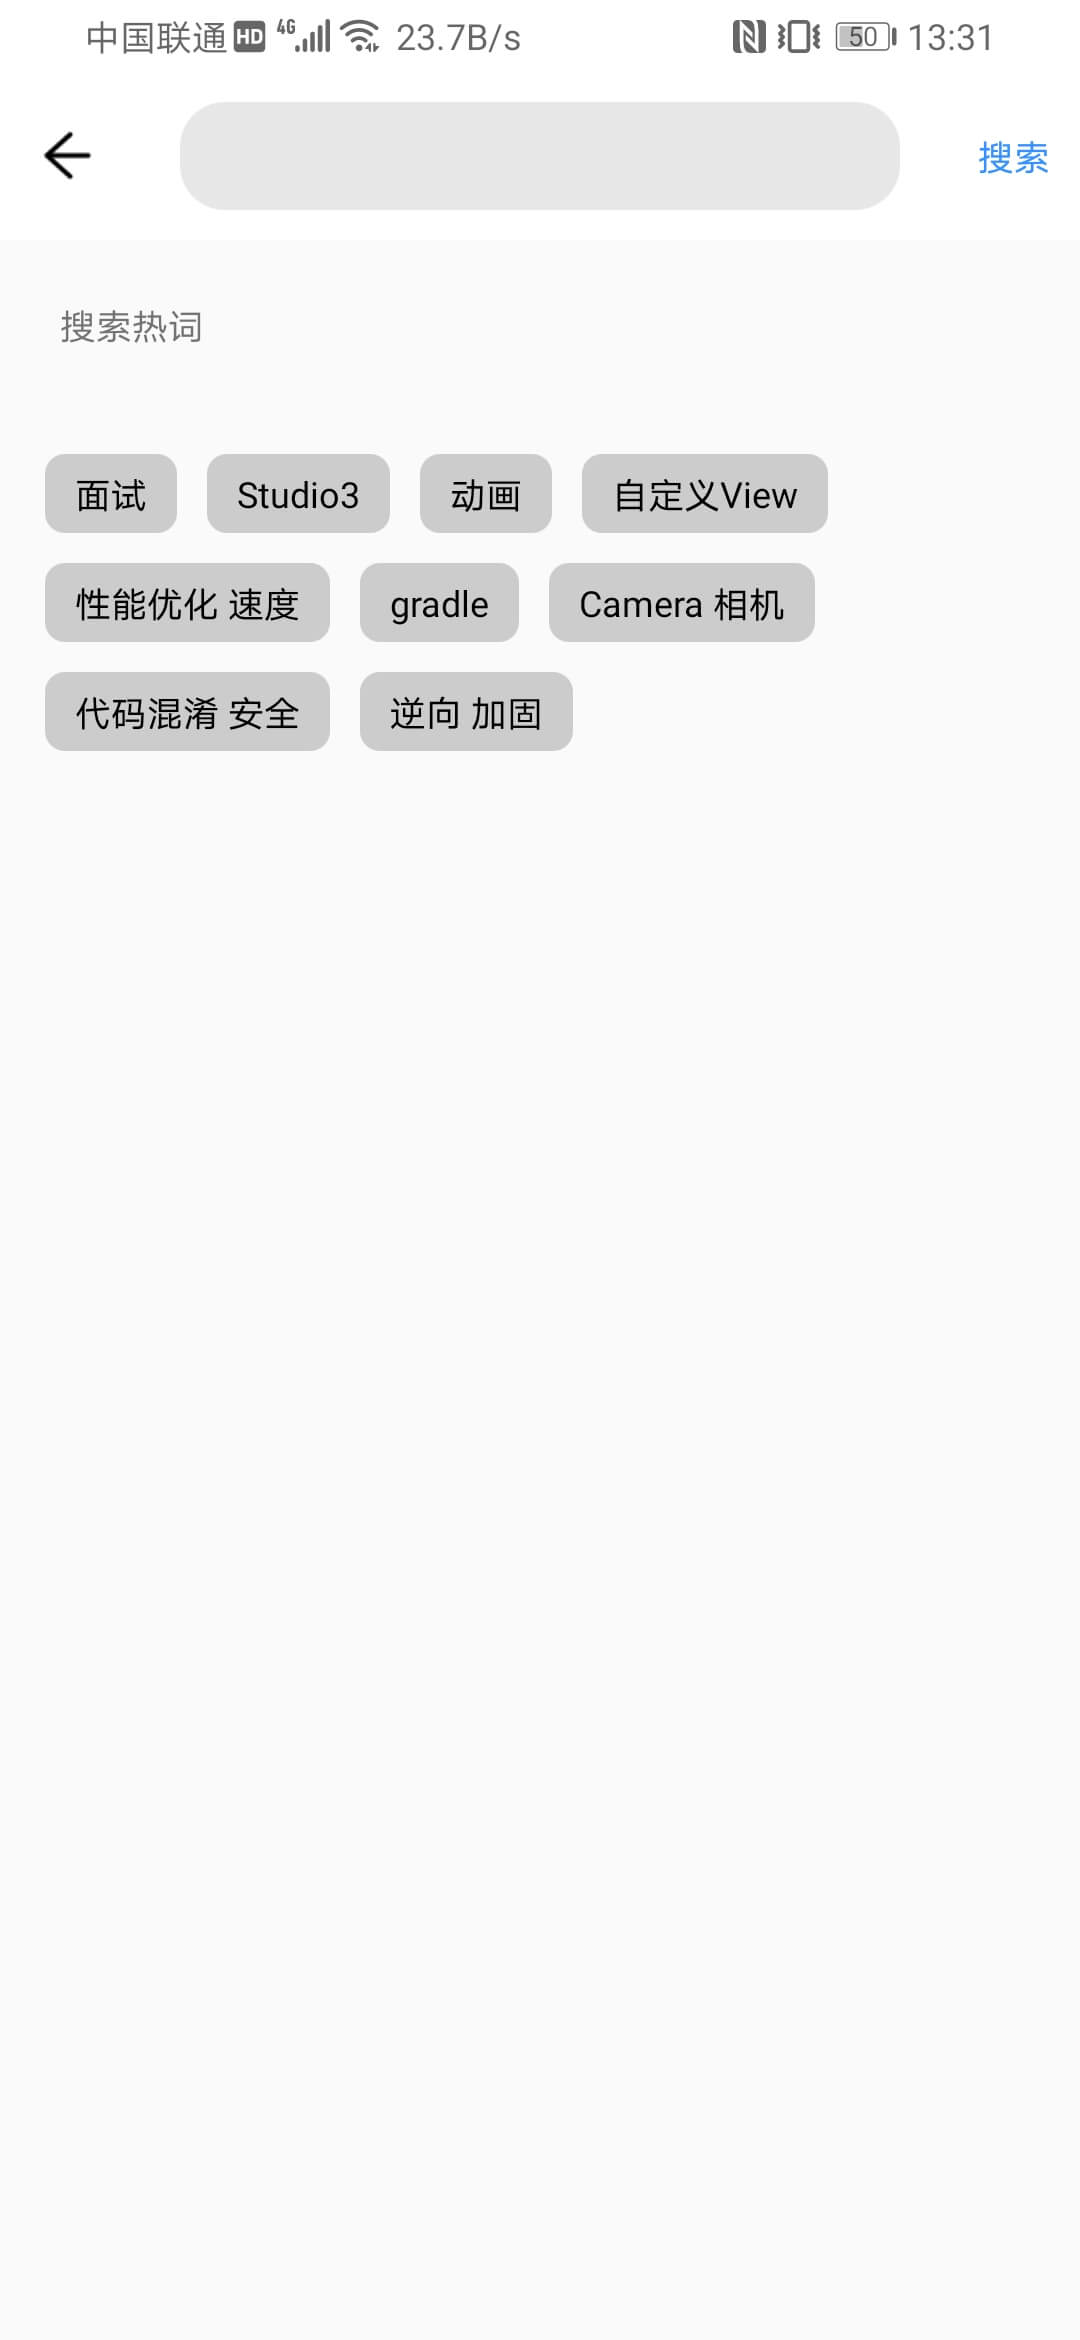 中国联通 HD 4G 23.7B/s 50 13:31
搜索
搜索热词
面试 Studio3 动画 自定义View
性能优化 速度 gradle Camera 相机
代码混淆 安全 逆向 加固